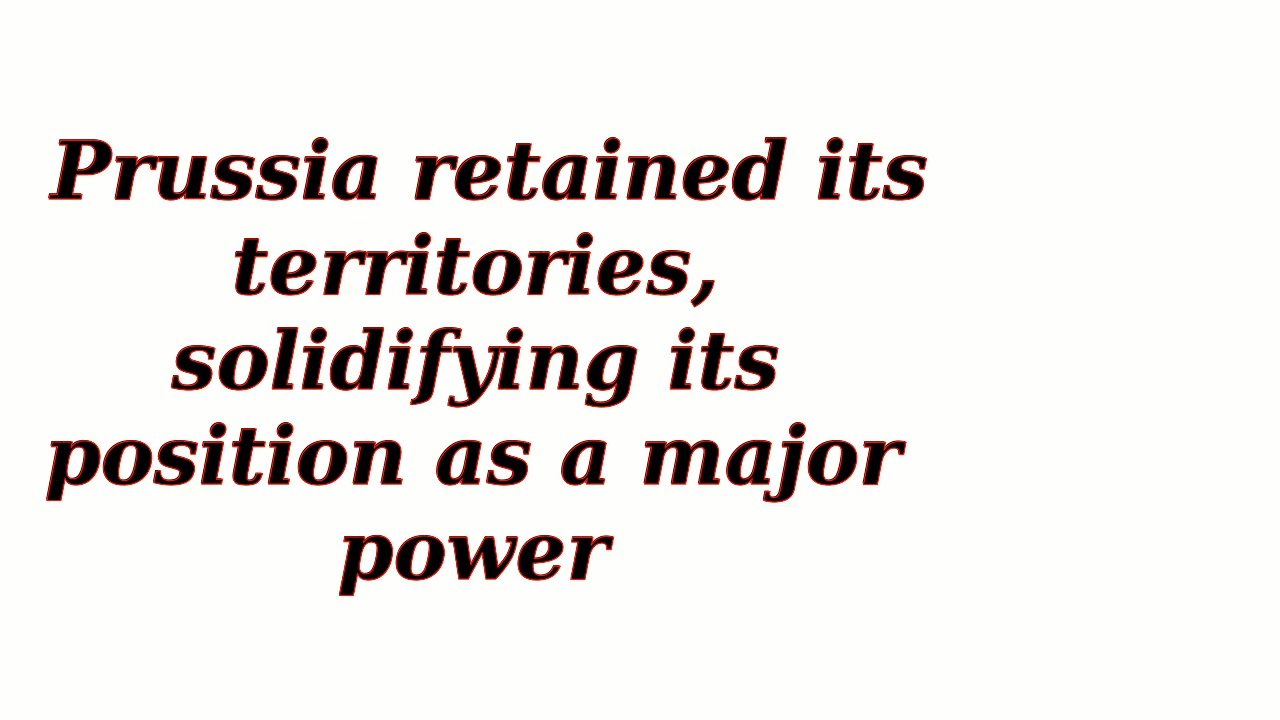 Prussia retained its
territories,
solidifying its
position as a major
power